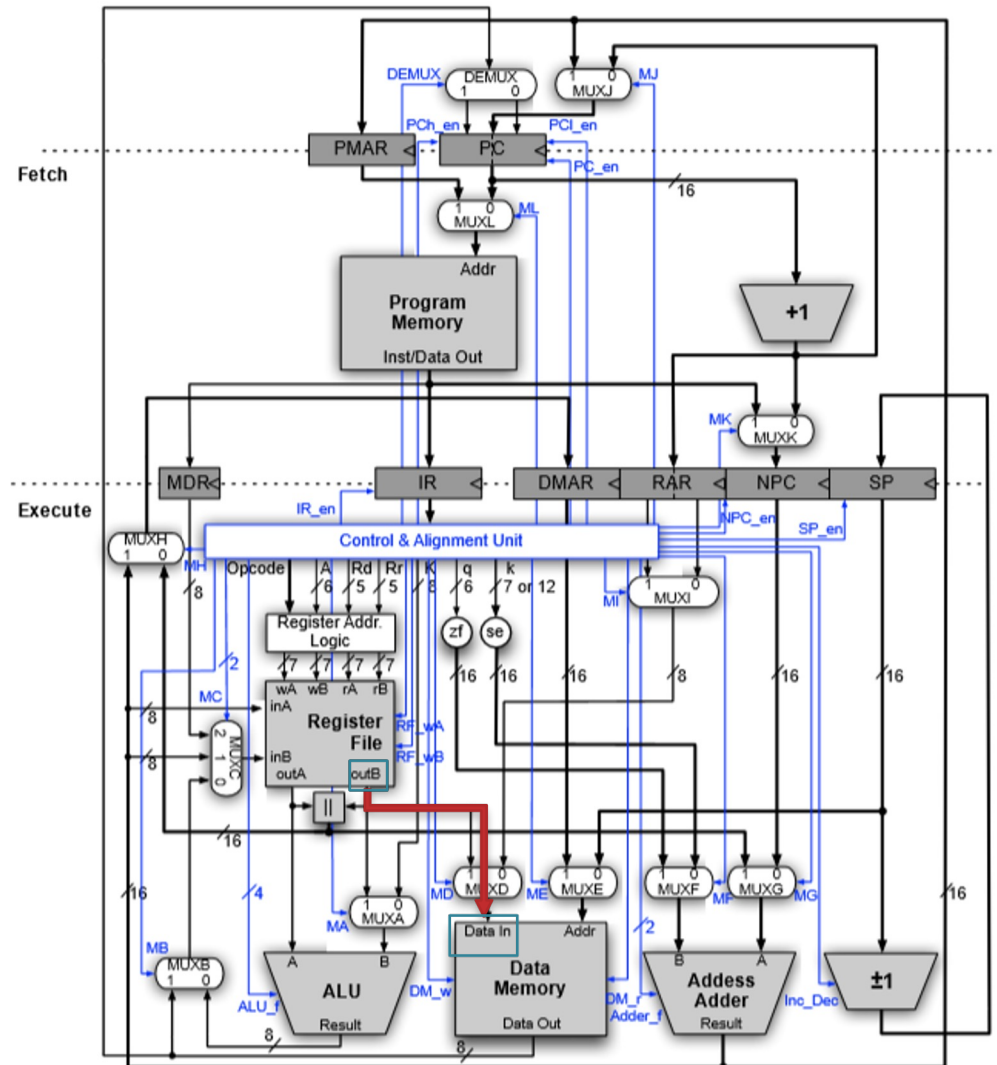 DEMUX DEMUX MJ
1 0 1 0
MUXJ
PCh_en PCl_en
PMAR PC
PC_en
Fetch
16
1 0 ML
MUXL
Addr
Program
Memory
+1
Inst/Data Out
MK 1 0
MUXK
MDR IR DMAR RAR NPC SP
Execute
IR_en NPC_en SP_en
MUXH Control & Alignment Unit
1 0
MH Opcode A Rd Rr K q k
8 6 5 5 8 6 7 or 12 MI MUXI
Register Addr.
Logic
zf se
2 7 7 7 7 16 16 16 8 16 16
MC wA wB rA rB
8 inA Register RF_wA
File
8 2 1 0 MUXC inB RF_wB
outA outB
||
16
16 4 1 0 MD 1 0 ME 1 0 1 0 MF 1 0 MG 16
MUXD MUXE MUXF MUXG
MA MUXA
Data In Addr 2
MB MUXB A B B A
1 0
ALU Data
Memory
Addess
Adder
±1
ALU_f DM_w DM_r
Adder_f Inc_Dec
Result Data Out Result
8 8